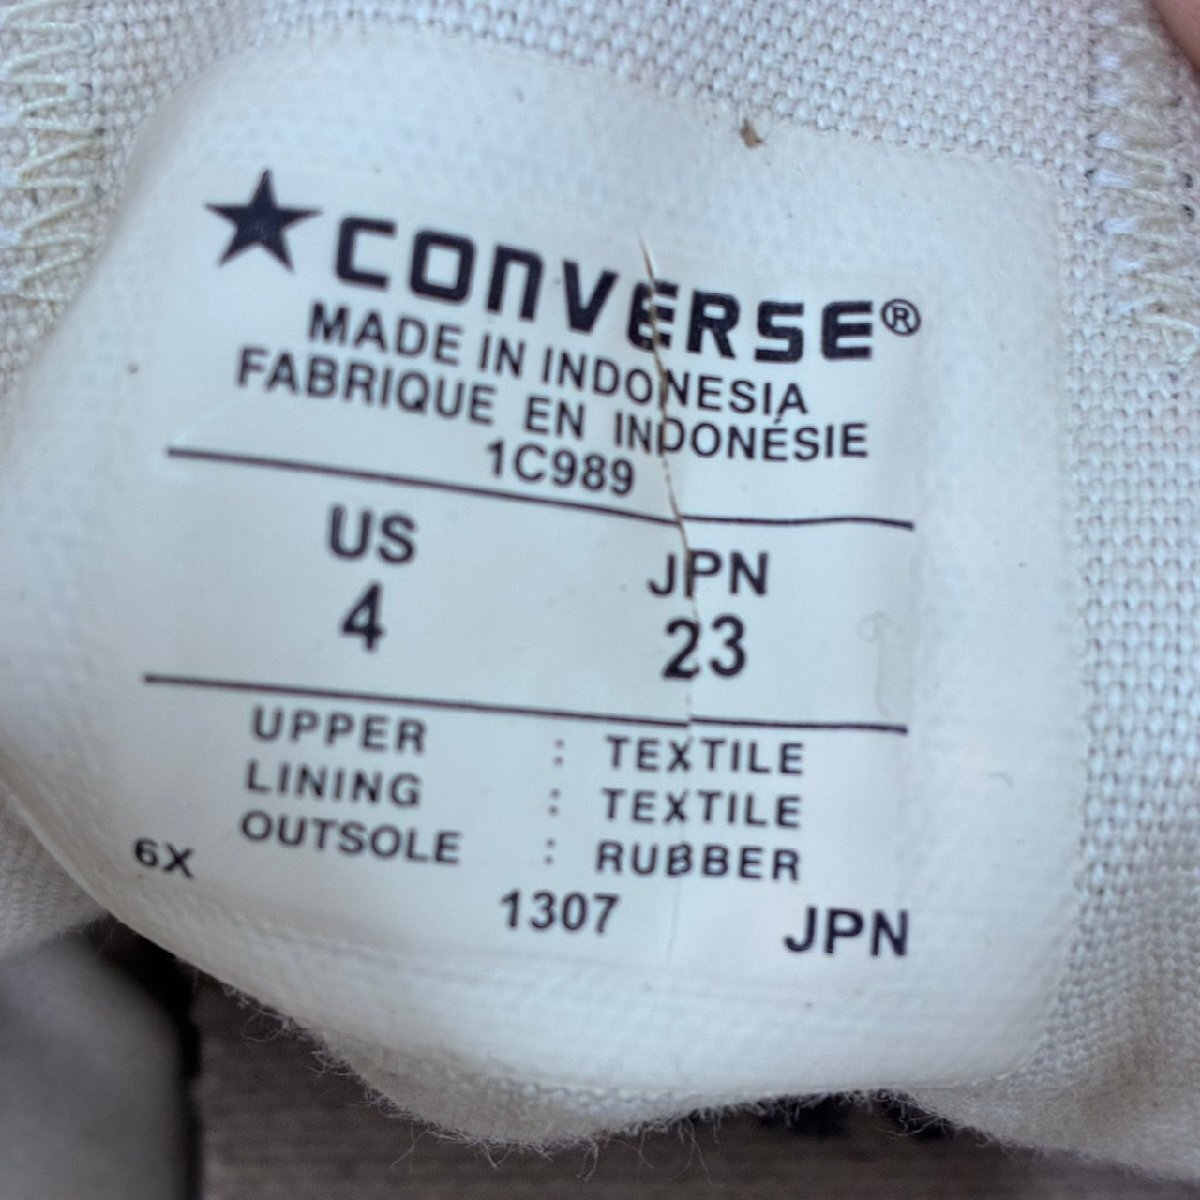 ★CONVERSE®
MADE IN INDONESIA
FABRIQUE EN INDONÉSIE
1C989
US JPN
4 23
UPPER : TEXTILE
LINING : TEXTILE
OUTSOLE : RUBBER
6X 1307 JPN